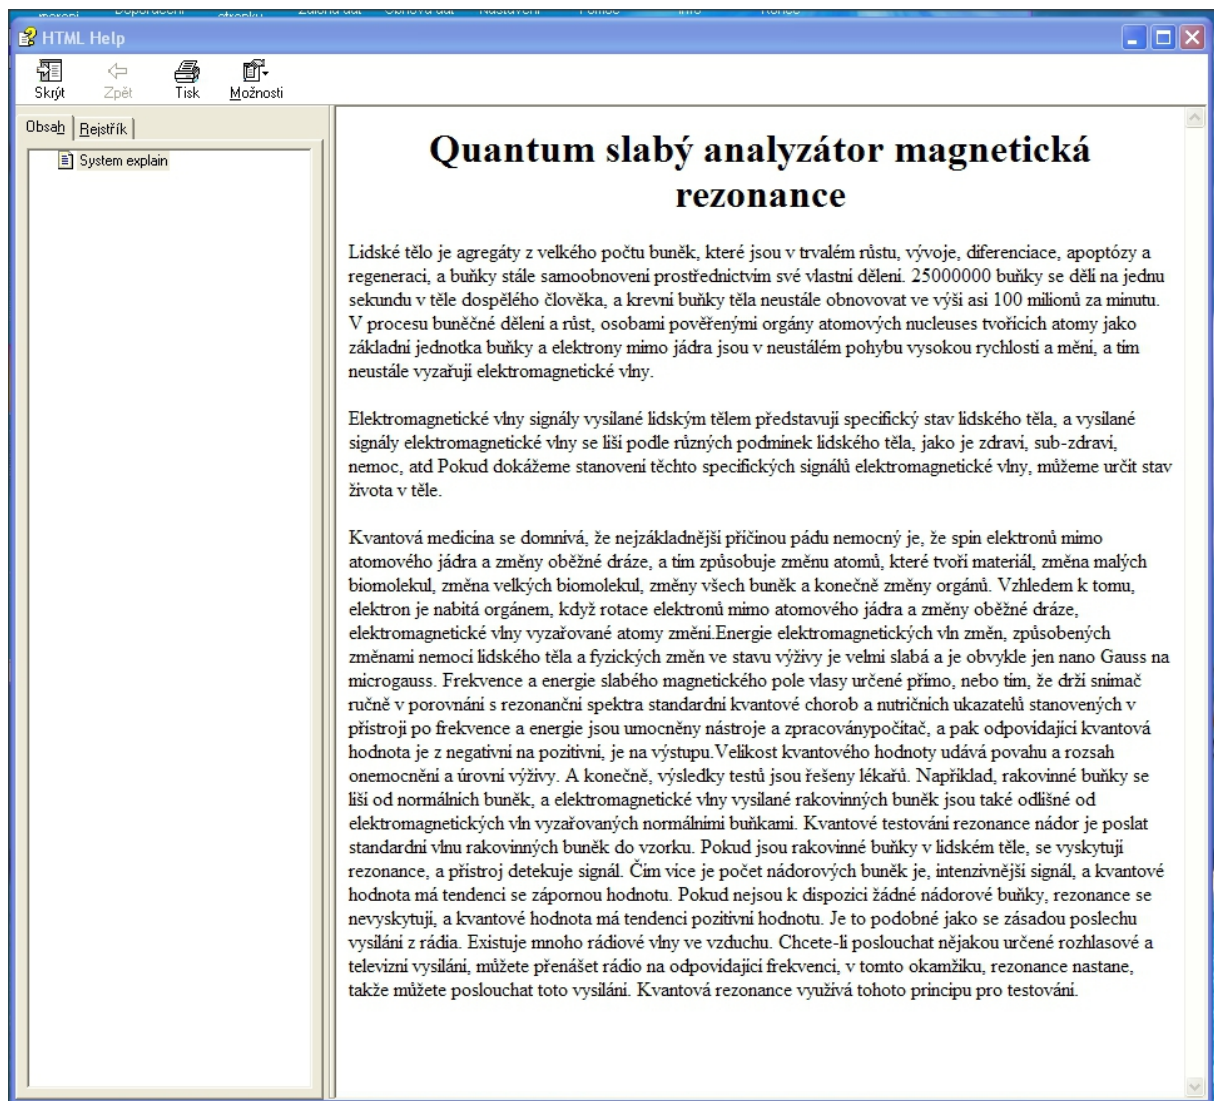 Zálona dat
Nastavení
Pomoc
Info
Konec
HTML Help
Skrýt
Zpět
Tisk
Možnosti
Obsah
Rejstřík
System explain
Quantum slabý analyzátor magnetická
rezonance
Lidské tělo je agregáty z velkého počtu buněk, které jsou v trvalém růstu, vývoje, diferenciace, apoptózy a
regeneraci, a buňky stále samoobnovení prostřednictvím své vlastní dělení. 25000000 buňky se dělí na jednu
sekundu v těle dospělého člověka, a krevní buňky těla neustále obnovovat ve výši asi 100 milionů za minutu.
V procesu buněčné dělení a růst, osobami pověřenými orgány atomových nucleuses tvořících atomy jako
základní jednotka buňky a elektrony mimo jádra jsou v neustálém pohybu vysokou rychlostí a mění, a tím
neustále vyzařují elektromagnetické vlny.
Elektromagnetické vlny signály vysílané lidským tělem představují specifický stav lidského těla, a vysílané
signály elektromagnetické vlny se liší podle různých podmínek lidského těla, jako je zdraví, sub-zdraví,
nemoc, atd Pokud dokážeme stanovení těchto specifických signálů elektromagnetické vlny, můžeme určit stav
života v těle.
Kvantová medicína se domnívá, že nejzákladnější příčinou pádu nemocný je, že spin elektronů mimo
atomového jádra a změny oběžné dráze, a tím způsobuje změnu atomů, které tvoří materiál, změna malých
biomolekul, změna velkých biomolekul, změny všech buněk a konečně změny orgánů. Vzhledem k tomu,
elektron je nabitá orgánem, když rotace elektronů mimo atomového jádra a změny oběžné dráze,
elektromagnetické vlny vyzařované atomy změní.Energie elektromagnetických vln změn, způsobených
změnami nemoci lidského těla a fyzických změn ve stavu výživy je velmi slabá a je obvykle jen nano Gauss na
microgauss. Frekvence a energie slabého magnetického pole vlasy určené přímo, nebo tím, že drží snímač
ručně v porovnání s rezonanční spektra standardní kvantové chorob a nutričních ukazatelů stanovených v
přístroji po frekvence a energie jsou umocněny nástroje a zpracoványpočítač, a pak odpovídající kvantová
hodnota je z negativní na pozitivní, je na výstupu.Velikost kvantového hodnoty udává povahu a rozsah
onemocnění a úrovní výživy. A konečně, výsledky testů jsou řešeny lékařů. Například, rakovinné buňky se
liší od normálních buněk, a elektromagnetické vlny vysílané rakovinných buněk jsou také odlišné od
elektromagnetických vln vyzařovaných normálními buňkami. Kvantové testování rezonance nádor je poslat
standardní vlnu rakovinných buněk do vzorku. Pokud jsou rakovinné buňky v lidském těle, se vyskytují
rezonance, a přístroj detekuje signál. Čím více je počet nádorových buněk je, intenzivnější signál, a kvantové
hodnota má tendenci se zápornou hodnotu. Pokud nejsou k dispozici žádné nádorové buňky, rezonance se
nevyskytují, a kvantové hodnota má tendenci pozitivní hodnotu. Je to podobné jako se zásadou poslechu
vysílání z rádia. Existuje mnoho rádiové vlny ve vzduchu. Chcete-li poslouchat nějakou určené rozhlasové a
televizní vysílání, můžete přenášet rádio na odpovídající frekvenci, v tomto okamžiku, rezonance nastane,
takže můžete poslouchat toto vysílání. Kvantová rezonance využívá tohoto principu pro testování.